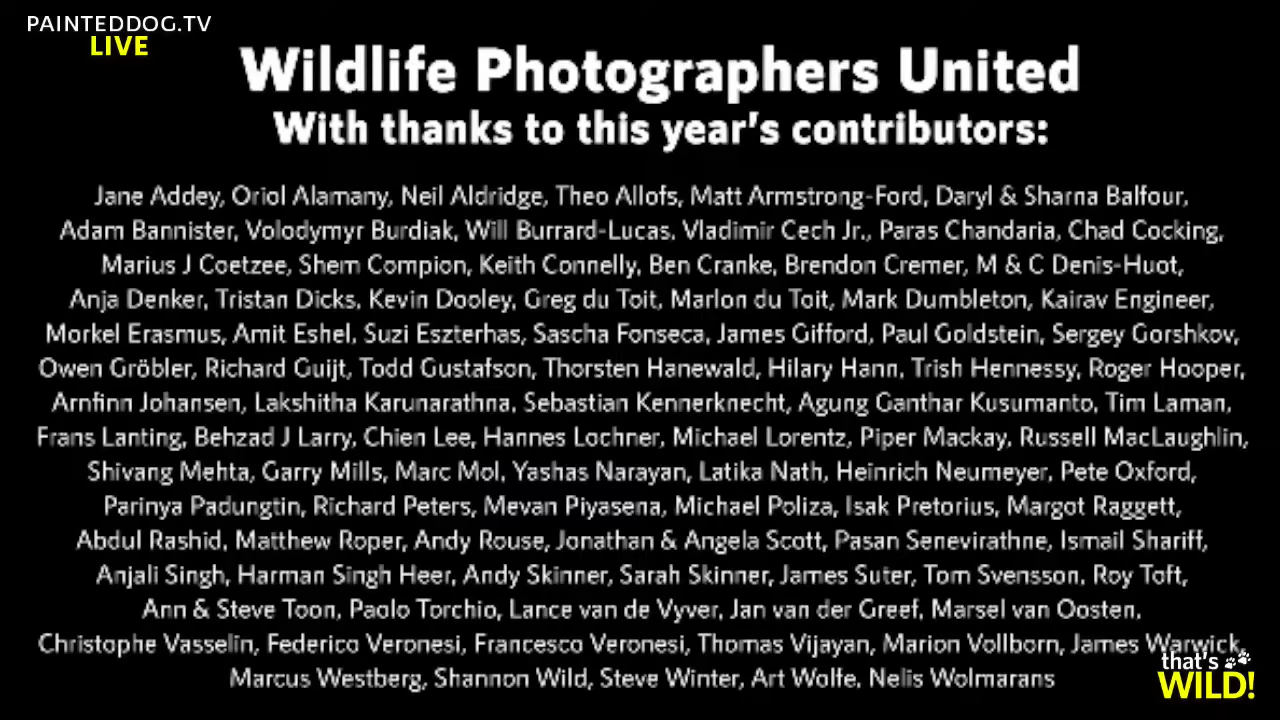 PAINTEDDOG.TV
LIVE
Wildlife Photographers United
With thanks to this year's contributors:
Jane Addey, Oriol Alamany, Neil Aldridge, Theo Allofs, Matt Armstrong-Ford, Daryl & Sharna Balfour,
Adam Bannister, Volodymyr Burdiak, Will Burrard-Lucas, Vladimir Cech Jr., Paras Chandaria, Chad Cocking,
Marius J Coetzee, Shem Compion, Keith Connelly, Ben Cranke, Brendon Cremer, M & C Denis-Huot,
Anja Denker, Tristan Dicks, Kevin Dooley, Greg du Toit, Marlon du Toit, Mark Dumbleton, Kairav Engineer,
Morkel Erasmus, Amit Eshel, Suzi Eszterhas, Sascha Fonseca, James Gifford, Paul Goldstein, Sergey Gorshkov,
Owen Gröbler, Richard Guijt, Todd Gustafson, Thorsten Hanewald, Hilary Hann, Trish Hennessy, Roger Hooper,
Arnfinn Johansen, Lakshitha Karunarathna, Sebastian Kennerknecht, Agung Ganthar Kusumanto, Tim Laman,
Frans Lanting, Behzad J Larry, Chien Lee, Hannes Lochner, Michael Lorentz, Piper Mackay, Russell MacLaughlin,
Shivang Mehta, Garry Mills, Marc Mol, Yashas Narayan, Latika Nath, Heinrich Neumeyer, Pete Oxford,
Parinya Padungtin, Richard Peters, Mevan Piyasena, Michael Poliza, Isak Pretorius, Margot Raggett,
Abdul Rashid, Matthew Roper, Andy Rouse, Jonathan & Angela Scott, Pasan Senevirathne, Ismail Shariff,
Anjali Singh, Harman Singh Heer, Andy Skinner, Sarah Skinner, James Suter, Tom Svensson, Roy Toft,
Ann & Steve Toon, Paolo Torchio, Lance van de Vyver, Jan van der Greef, Marsel van Oosten,
Christophe Vasselin, Federico Veronesi, Francesco Veronesi, Thomas Vijayan, Marion Vollborn, James Warwick,
Marcus Westberg, Shannon Wild, Steve Winter, Art Wolfe, Nelis Wolmarans
that's
WILD!